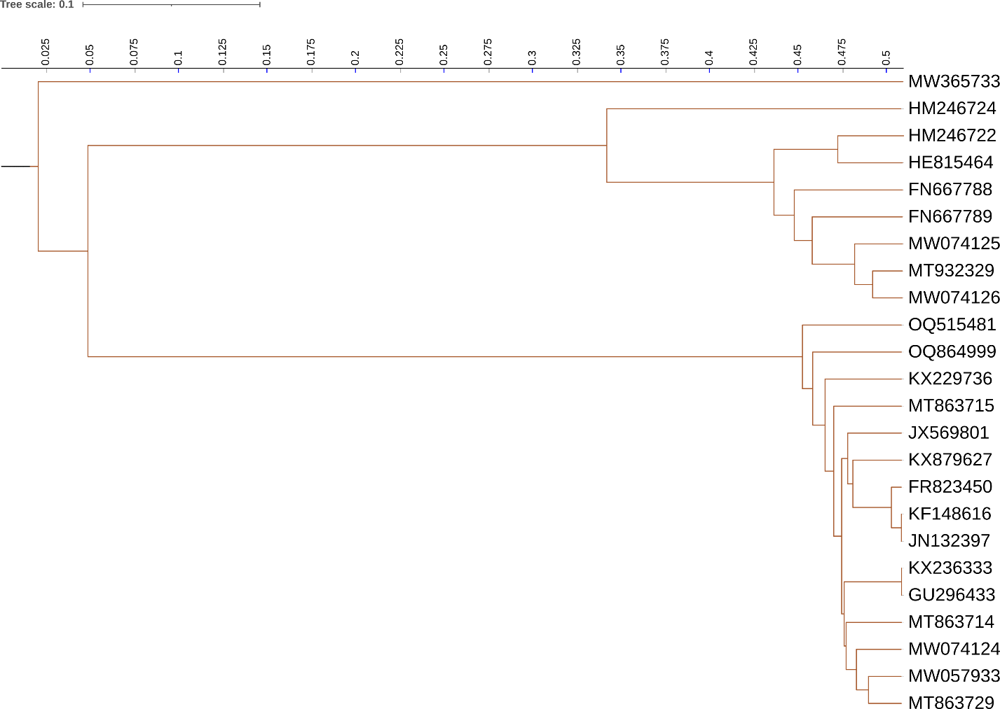 Tree scale: 0.1
0.025 0.05 0.075 0.1 0.125 0.15 0.175 0.2 0.225 0.25 0.275 0.3 0.325 0.35 0.375 0.4 0.425 0.45 0.475 0.5
MW365733
HM246724
HM246722
HE815464
FN667788
FN667789
MW074125
MT932329
MW074126
OQ515481
OQ864999
KX229736
MT863715
JX569801
KX879627
FR823450
KF148616
JN132397
KX236333
GU296433
MT863714
MW074124
MW057933
MT863729